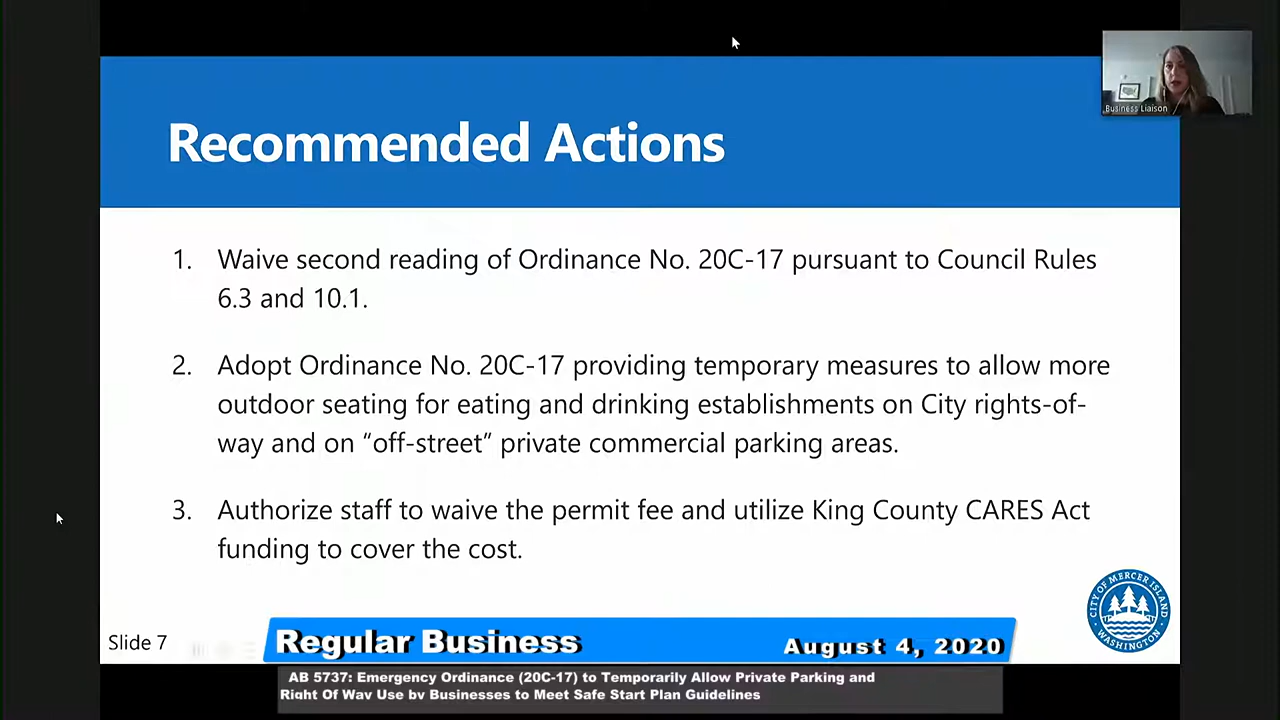 Business Liaison
Recommended Actions
1. Waive second reading of Ordinance No. 20C-17 pursuant to Council Rules
6.3 and 10.1.
2. Adopt Ordinance No. 20C-17 providing temporary measures to allow more
outdoor seating for eating and drinking establishments on City rights-of-
way and on “off-street” private commercial parking areas.
3. Authorize staff to waive the permit fee and utilize King County CARES Act
funding to cover the cost.
CITY OF MERCER ISLAND
WASHINGTON
Slide 7
Regular Business August 4, 2020
AB 5737: Emergency Ordinance (20C-17) to Temporarily Allow Private Parking and
Right Of Way Use by Businesses to Meet Safe Start Plan Guidelines